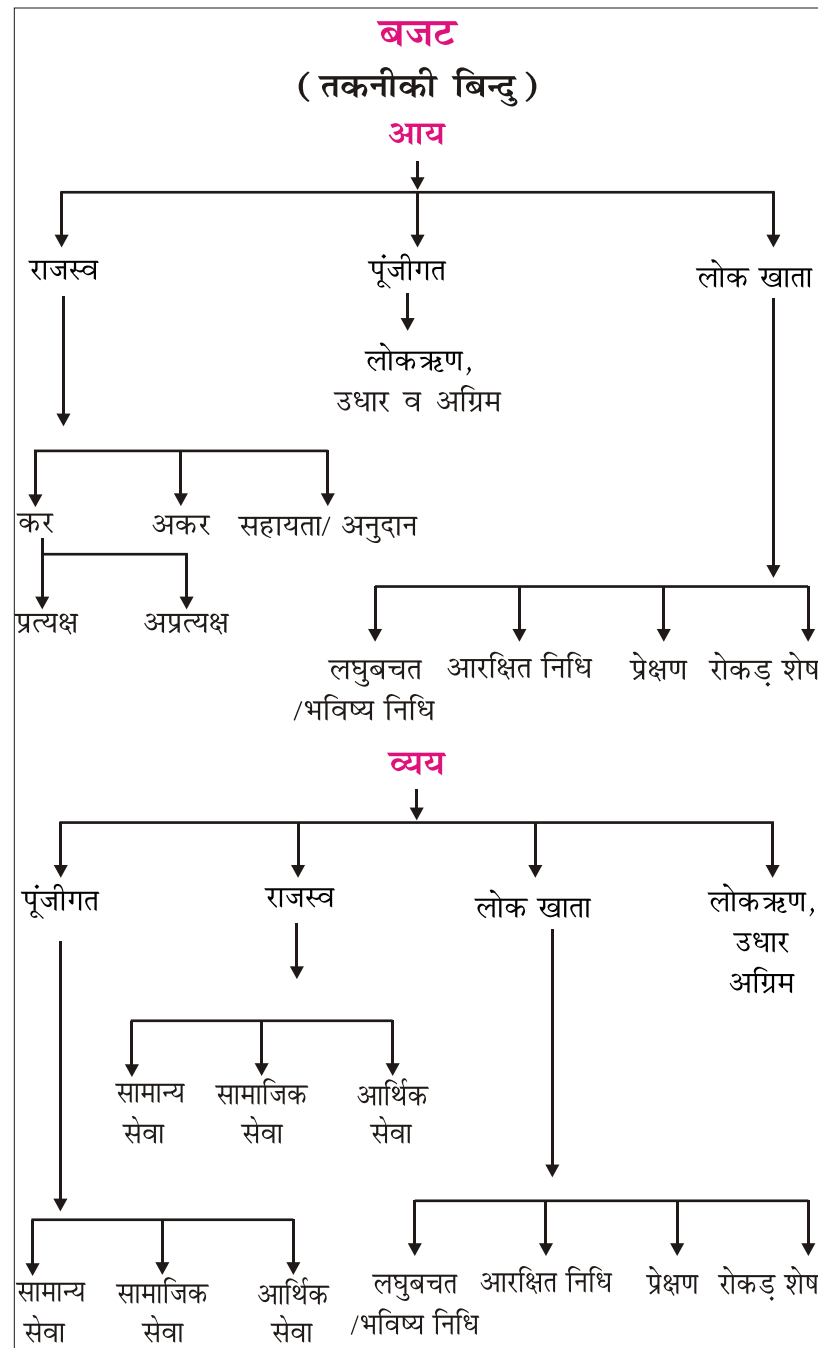 बजट
( तकनीकी बिन्दु )
आय
राजस्व
पूंजीगत
लोक खाता
लोकऋण,
उधार व अग्रिम
कर
अकर
सहायता/ अनुदान
प्रत्यक्ष
अप्रत्यक्ष
लघुबचत
/भविष्य निधि
आरक्षित निधि
प्रेक्षण
रोकड़ शेष
व्यय
पूंजीगत
राजस्व
लोक खाता
लोकऋण,
उधार
अग्रिम
सामान्य
सेवा
सामाजिक
सेवा
आर्थिक
सेवा
सामान्य
सेवा
सामाजिक
सेवा
आर्थिक
सेवा
लघुबचत
/भविष्य निधि
आरक्षित निधि
प्रेक्षण
रोकड़ शेष